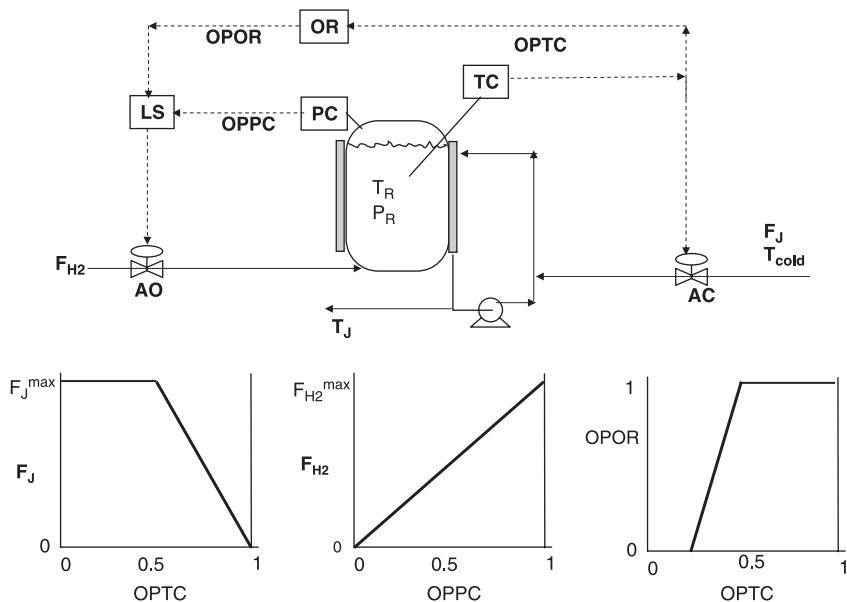 OR
OPOR
OPTC
TC
LS
PC
OPPC
T_R
P_R
F_J
T_cold
F_H2
AO
AC
T_J
F_J^max
F_J
0
0 0.5 1
OPTC
F_H2^max
F_H2
0
0 0.5 1
OPPC
1
OPOR
0
0 0.5 1
OPTC